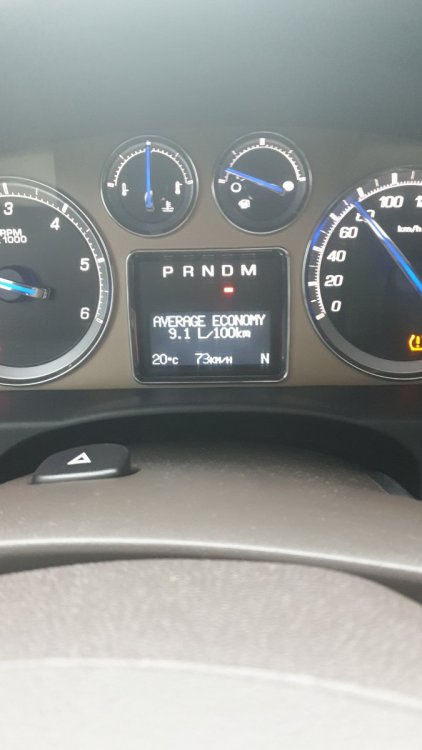 3
4
5
6
RPM
X1000
P R N D M
AVERAGE ECONOMY
9.1 L/100km
20°C 73KM/H N
0
20
40
60
80
100
km/h